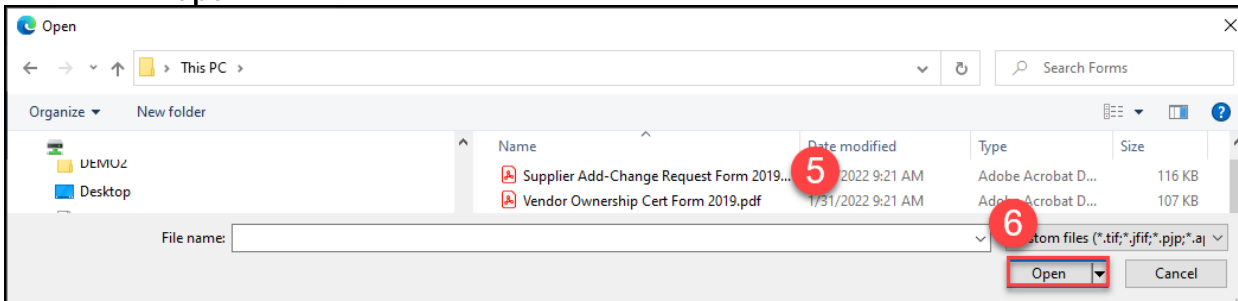 Open
This PC
Search Forms
Organize New folder
Name Date modified Type Size
DEMO2
Desktop
Supplier Add-Change Request Form 2019... 5 /2022 9:21 AM Adobe Acrobat D... 116 KB
Vendor Ownership Cert Form 2019.pdf 1/31/2022 9:21 AM Adobe Acrobat D... 107 KB
6
File name: tom files (*.tif;*.jfif;*.pjp;*.a
Open Cancel